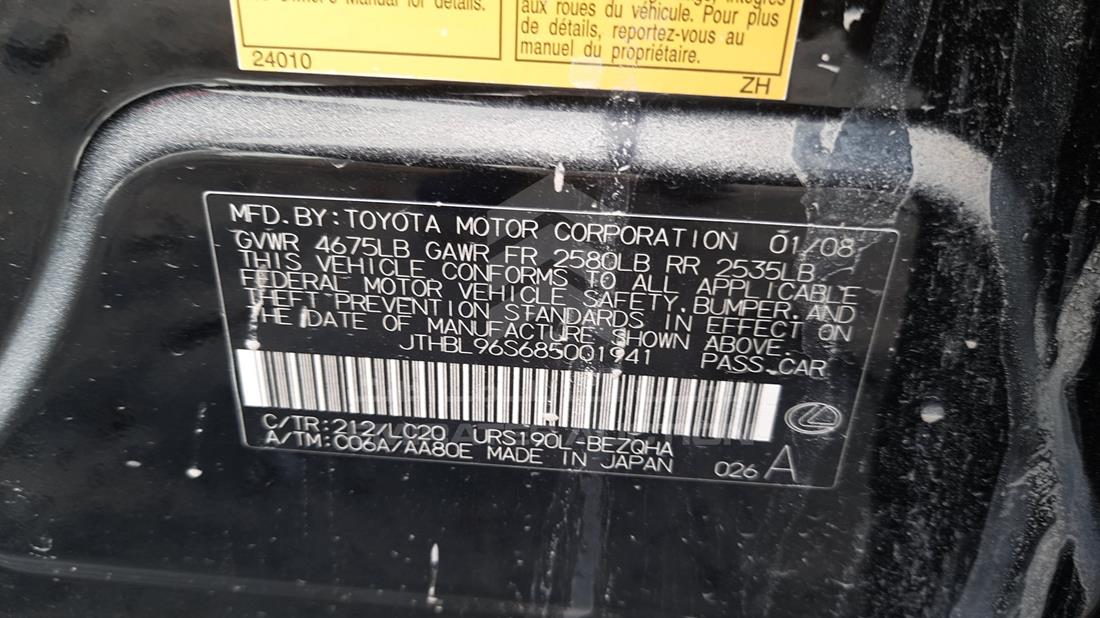 Manual for details.
aux roues du véhicule. Pour plus
de détails, reportez-vous au
manuel du propriétaire.
24010
ZH
MFD. BY: TOYOTA MOTOR CORPORATION 01/08
GVWR 4675LB GAWR FR 2580LB RR 2535LB
THIS VEHICLE CONFORMS TO ALL APPLICABLE
FEDERAL MOTOR VEHICLE SAFETY, BUMPER, AND
THEFT PREVENTION STANDARDS IN EFFECT ON
THE DATE OF MANUFACTURE SHOWN ABOVE.
JTHBL96S685001941 PASS.CAR
C/TR:212/LC20 URS190L-BEZQHA
A/TM:C06A/AA80E MADE IN JAPAN
026 A